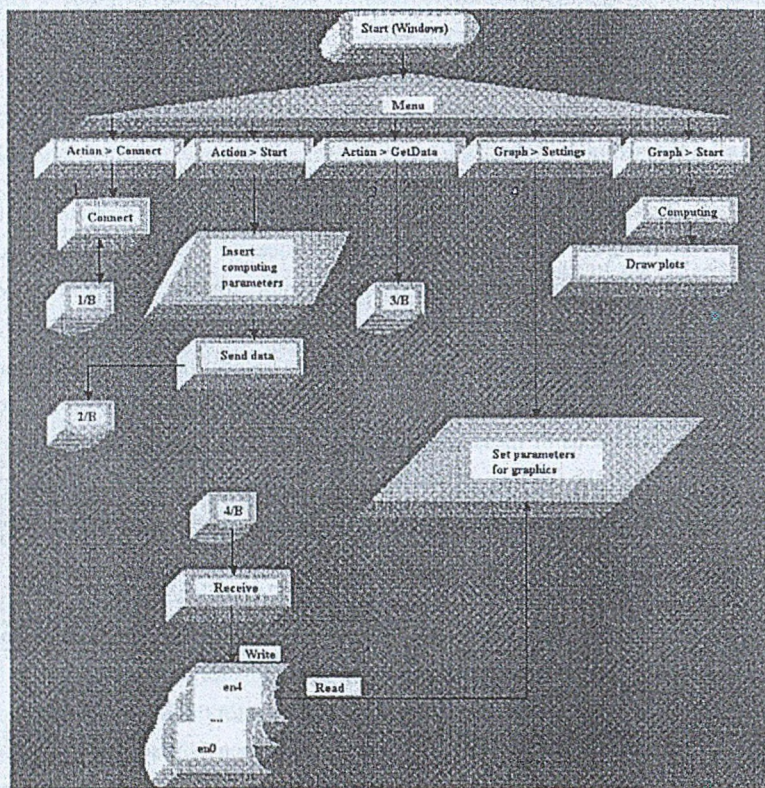 Start (Windows)
Menu
Action > Connect
Action > Start
Action > GetData
Graph > Settings
Graph > Start
Connect
Computing
Insert
computing
parameters
Draw plots
1/B
3/B
Send data
2/B
Set parameters
for graphics
4/B
Receive
Write
en4
....
Read
en0